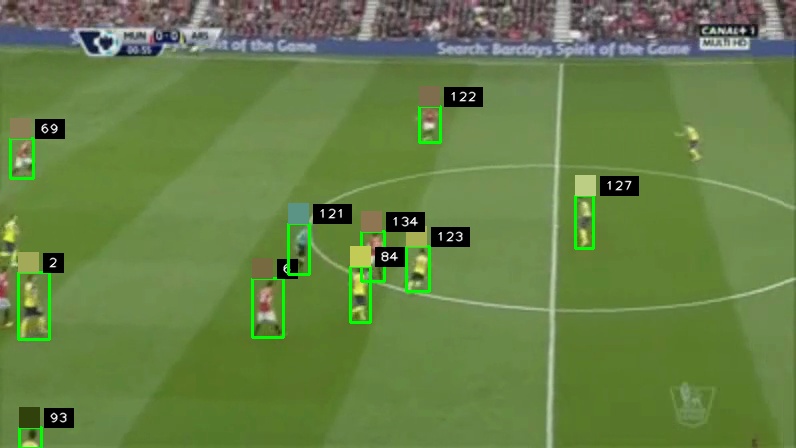 MUN 0-0 ARS
00:55
it of the Game
Search: Barclays Spirit of the Game
CANAL+ 1
MULTI HD
122
69
127
121
134
123
84
2
6
93